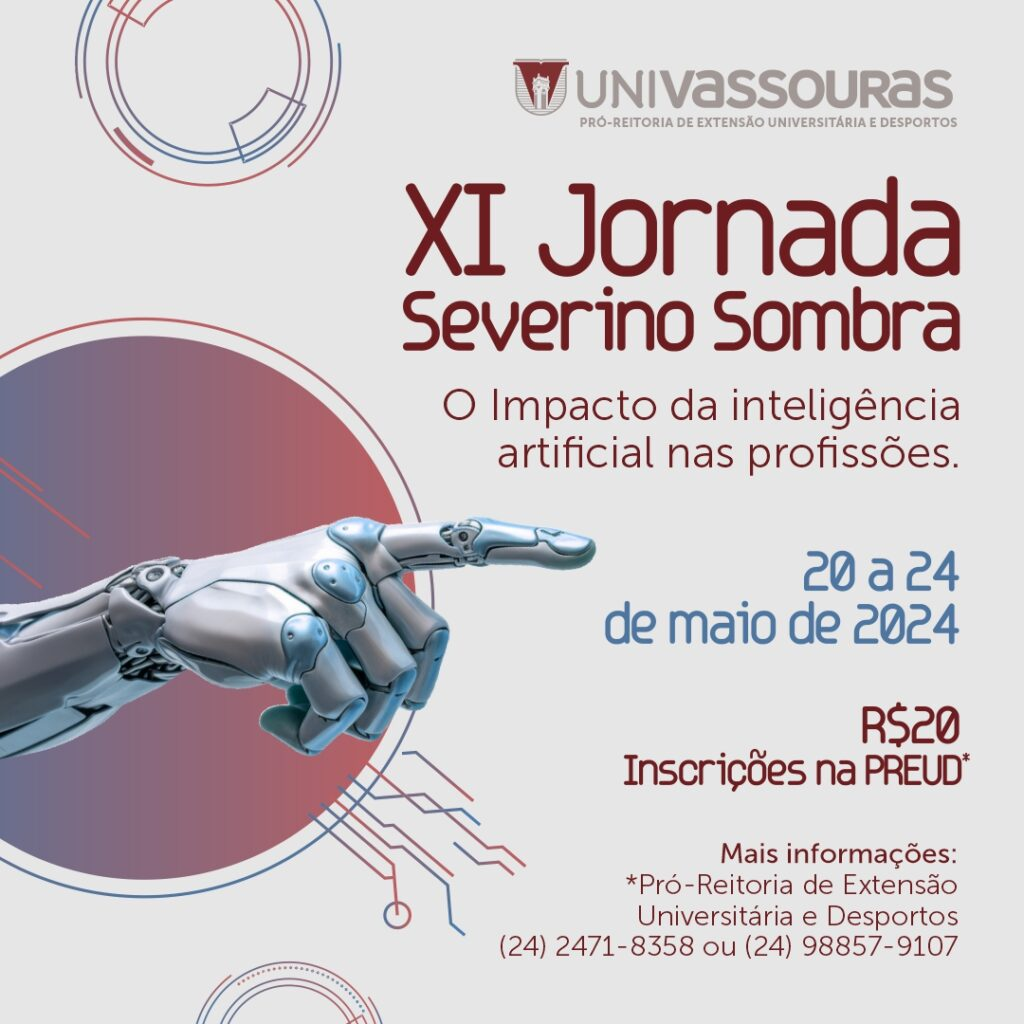 UNIVASSOURAS
PRÓ-REITORIA DE EXTENSÃO UNIVERSITÁRIA E DESPORTOS
XI Jornada
Severino Sombra
O Impacto da inteligência
artificial nas profissões.
20 a 24
de maio de 2024
R$20
Inscrições na PREUD*
Mais informações:
*Pró-Reitoria de Extensão
Universitária e Desportos
(24) 2471-8358 ou (24) 98857-9107